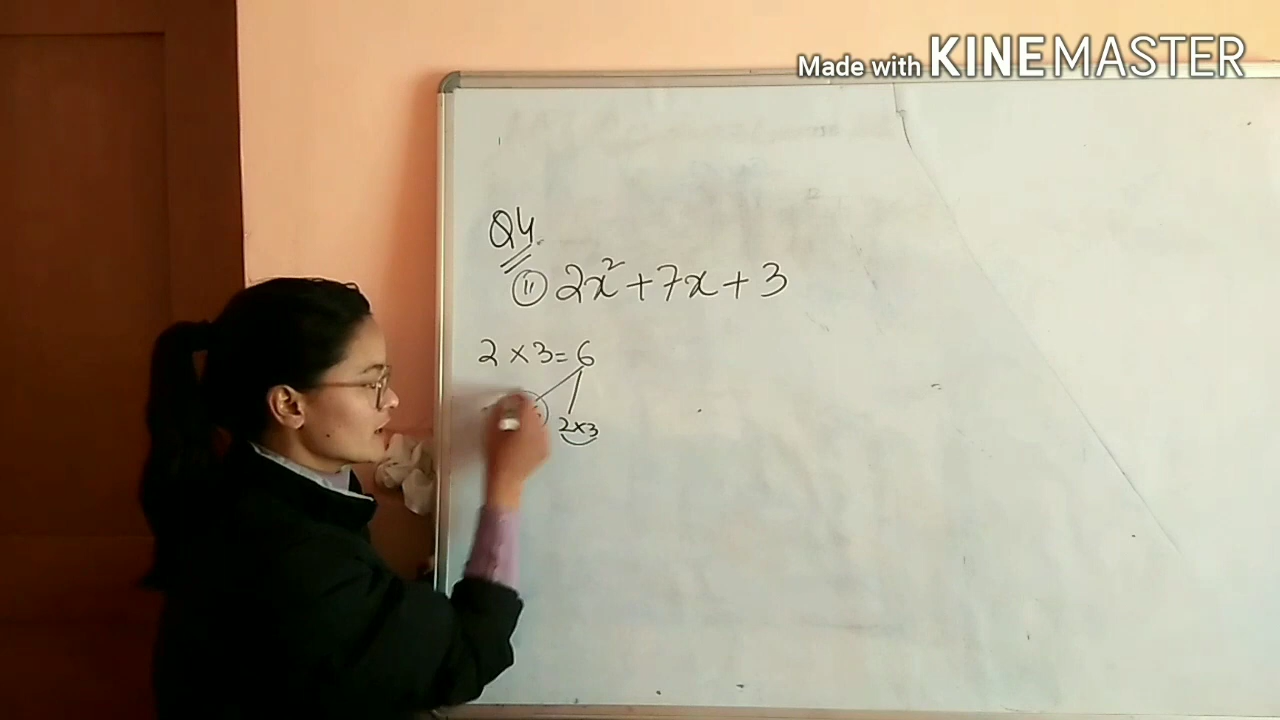 Made with KINEMASTER
Q4
(ii) 2x² + 7x + 3
2 × 3 = 6
2×3